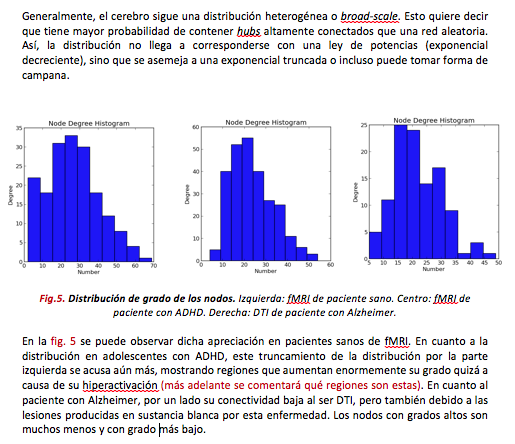 Generalmente, el cerebro sigue una distribución heterogénea o broad-scale. Esto quiere decir
que tiene mayor probabilidad de contener hubs altamente conectados que una red aleatoria.
Así, la distribución no llega a corresponderse con una ley de potencias (exponencial
decreciente), sino que se asemeja a una exponencial truncada o incluso puede tomar forma de
campana.
Node Degree Histogram
35
30
25
20
15
10
5
0
Degree
0 10 20 30 40 50 60 70
Number
Node Degree Histogram
60
50
40
30
20
10
0
Degree
0 10 20 30 40 50 60
Number
Node Degree Histogram
25
20
15
10
5
0
Degree
5 10 15 20 25 30 35 40 45 50
Number
Fig.5. Distribución de grado de los nodos. Izquierda: fMRI de paciente sano. Centro: fMRI de
paciente con ADHD. Derecha: DTI de paciente con Alzheimer.
En la fig. 5 se puede observar dicha apreciación en pacientes sanos de fMRI. En cuanto a la
distribución en adolescentes con ADHD, este truncamiento de la distribución por la parte
izquierda se acusa aún más, mostrando regiones que aumentan enormemente su grado quizá a
causa de su hiperactivación (más adelante se comentará qué regiones son estas). En cuanto al
paciente con Alzheimer, por un lado su conectividad baja al ser DTI, pero también debido a las
lesiones producidas en sustancia blanca por esta enfermedad. Los nodos con grados altos son
muchos menos y con grado más bajo.